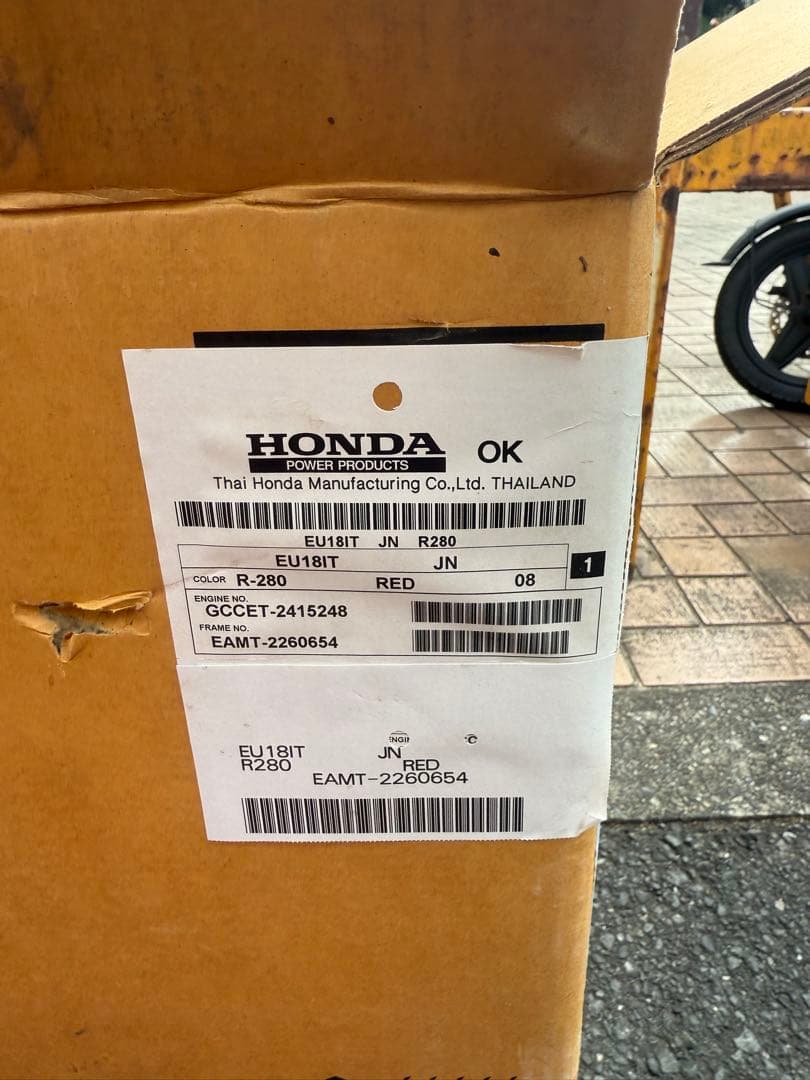 HONDA OK
POWER PRODUCTS
Thai Honda Manufacturing Co.,Ltd. THAILAND
EU18IT JN R280
EU18IT JN 1
COLOR R-280 RED 08
ENGINE NO.
GCCET-2415248
FRAME NO.
EAMT-2260654
EU18IT JN
R280 RED
EAMT-2260654